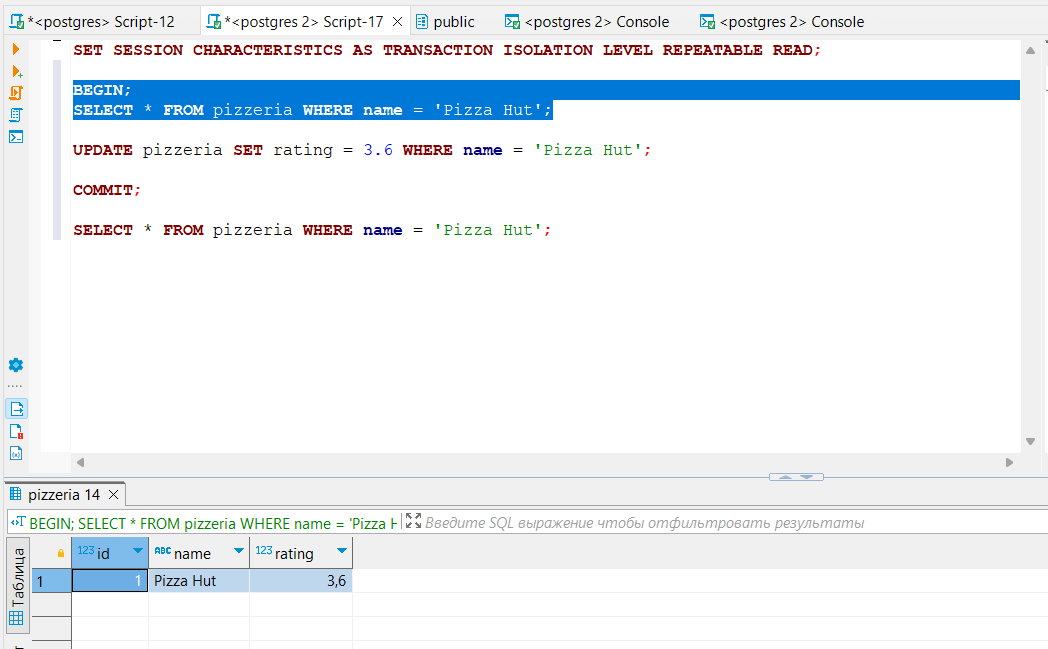 *<postgres> Script-12 *<postgres 2> Script-17 public <postgres 2> Console <postgres 2> Console
SET SESSION CHARACTERISTICS AS TRANSACTION ISOLATION LEVEL REPEATABLE READ;
BEGIN;
SELECT * FROM pizzeria WHERE name = 'Pizza Hut';
UPDATE pizzeria SET rating = 3.6 WHERE name = 'Pizza Hut';
COMMIT;
SELECT * FROM pizzeria WHERE name = 'Pizza Hut';
pizzeria 14
BEGIN; SELECT * FROM pizzeria WHERE name = 'Pizza H Введите SQL выражение чтобы отфильтровать результаты
Таблица
123 id ABC name 123 rating
1 1 Pizza Hut 3,6